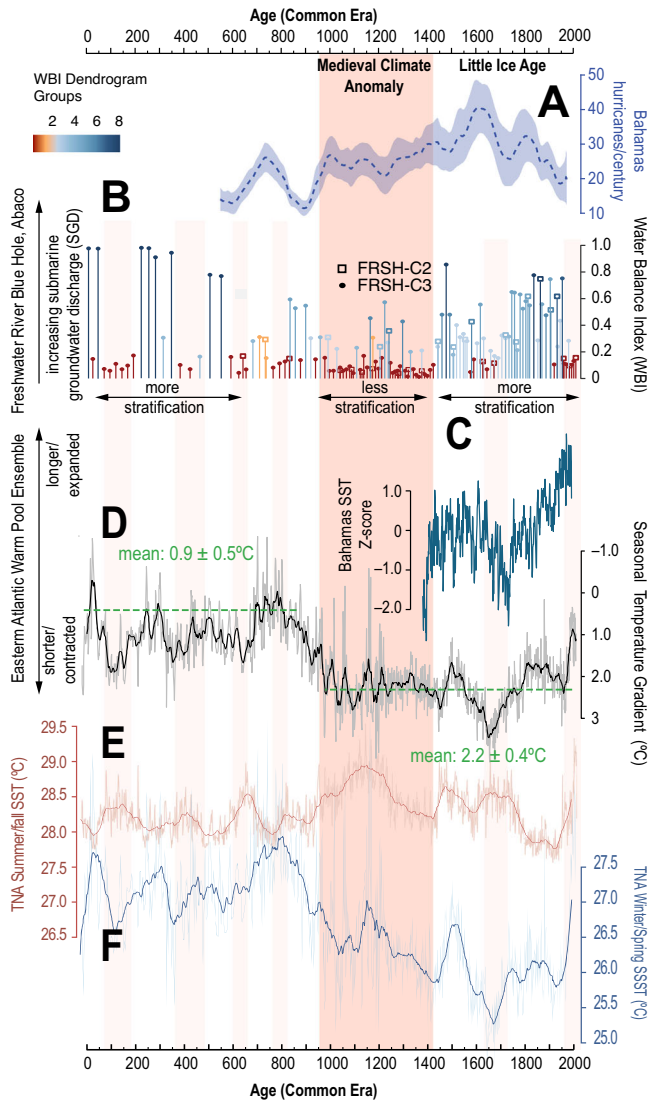 Age (Common Era)
0 200 400 600 800 1000 1200 1400 1600 1800 2000
Medieval Climate
Anomaly
Little Ice Age
WBI Dendrogram
Groups
2 4 6 8
A
50
40
30
20
10
Bahamas
hurricanes/century
B
Freshwater River Blue Hole, Abaco
increasing submarine
groundwater discharge (SGD)
FRSH-C2
FRSH-C3
1.0
0.8
0.6
0.4
0.2
0
Water Balance Index (WBI)
more
stratification
less
stratification
more
stratification
C
Bahamas SST
Z-score
1.0
0
−1.0
−2.0
D
Eastern Atlantic Warm Pool Ensemble
longer/
expanded
shorter/
contracted
mean: 0.9 ± 0.5ºC
mean: 2.2 ± 0.4ºC
−1.0
0
1.0
2.0
3
Seasonal Temperature Gradient (ºC)
E
29.5
29.0
28.5
28.0
27.5
27.0
26.5
TNA Summer/fall SST (ºC)
F
27.5
27.0
26.5
26.0
25.5
25.0
TNA Winter/Spring SSST (ºC)
0 200 400 600 800 1000 1200 1400 1600 1800 2000
Age (Common Era)